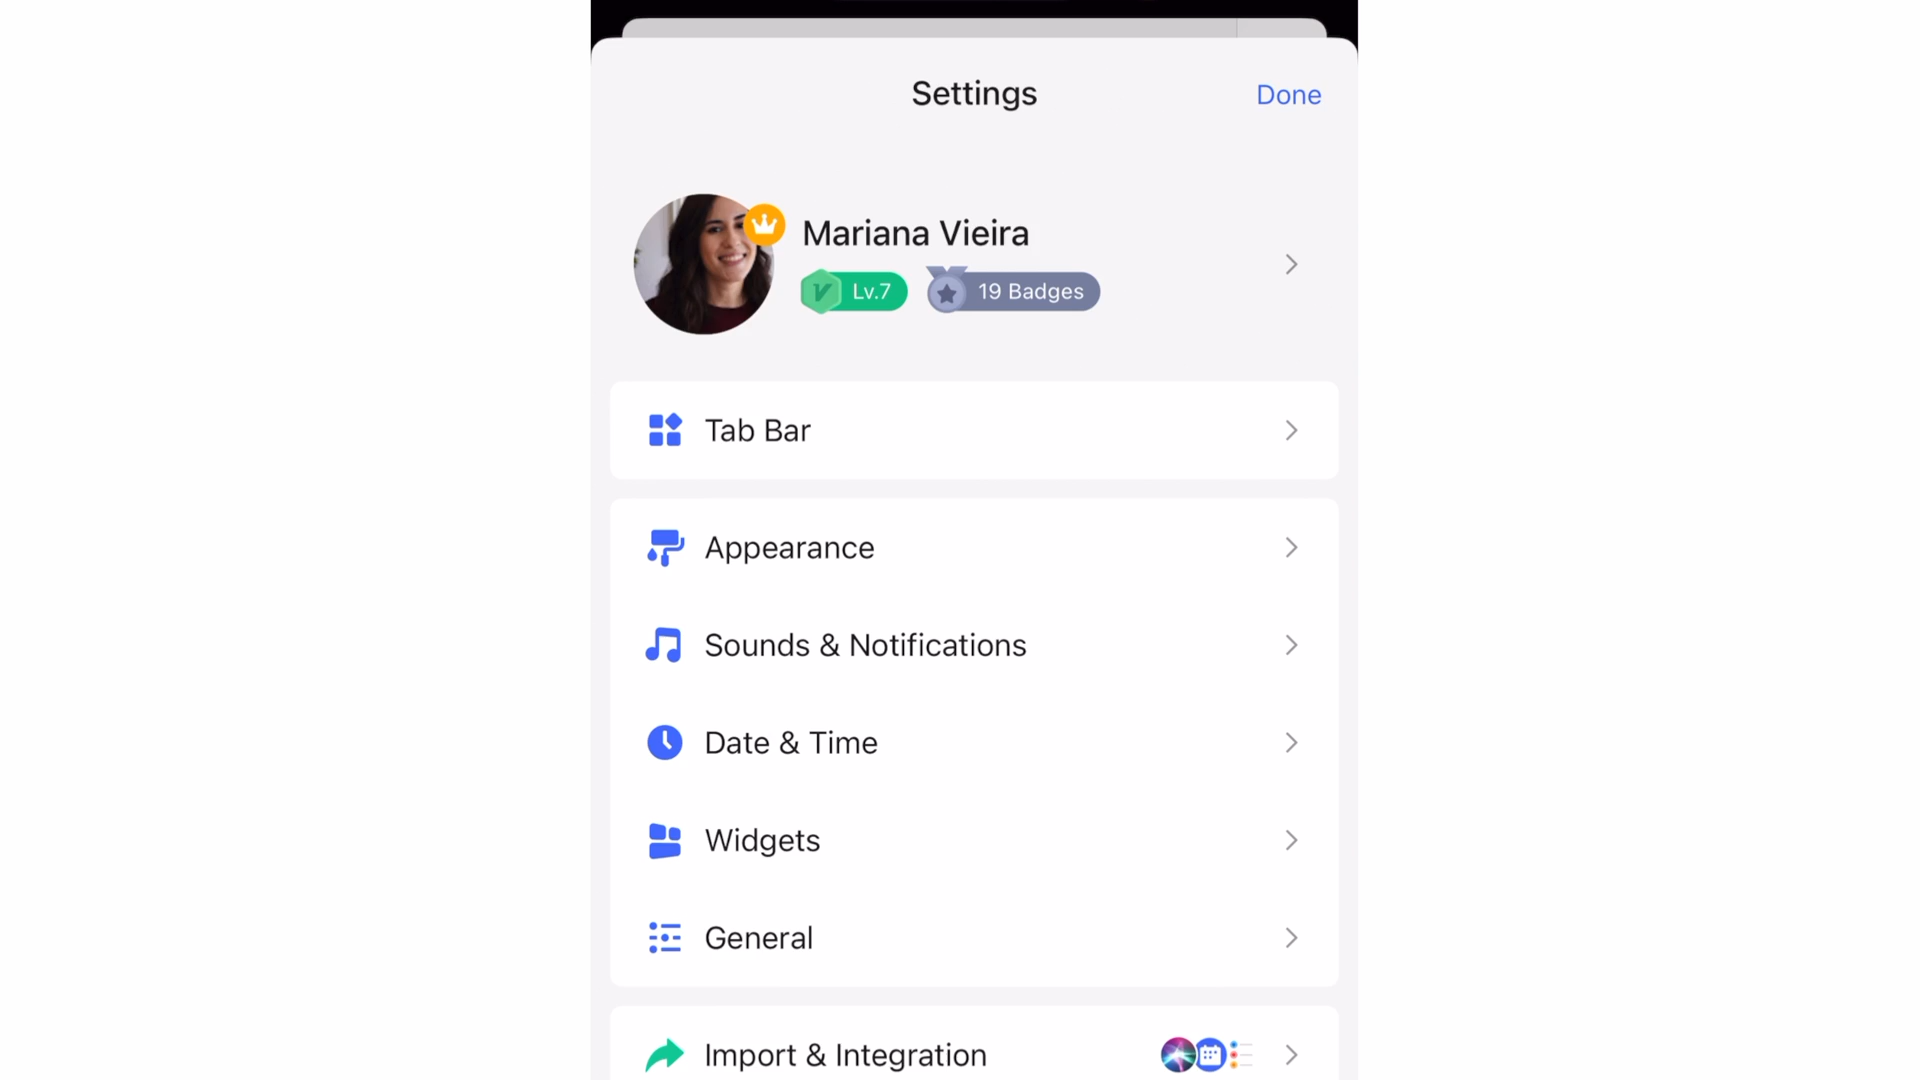 Settings
Done
Mariana Vieira
Lv.7
19 Badges
Tab Bar
Appearance
Sounds & Notifications
Date & Time
Widgets
General
Import & Integration